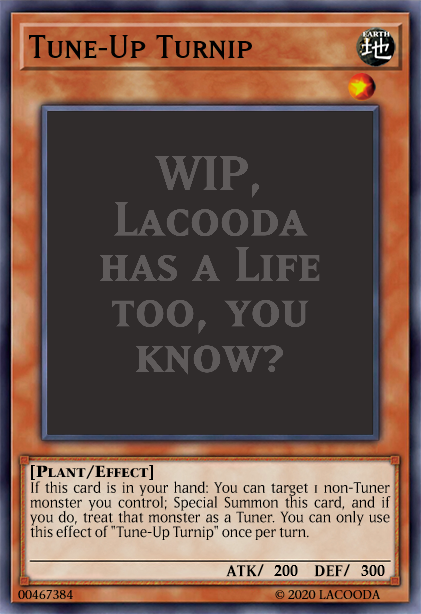 Tune-Up Turnip
EARTH
地
WIP,
Lacooda
has a Life
too, you
know?
[Plant/Effect]
If this card is in your hand: You can target 1 non-Tuner
monster you control; Special Summon this card, and if
you do, treat that monster as a Tuner. You can only use
this effect of "Tune-Up Turnip" once per turn.
ATK/ 200 DEF/ 300
00467384 © 2020 LACOODA